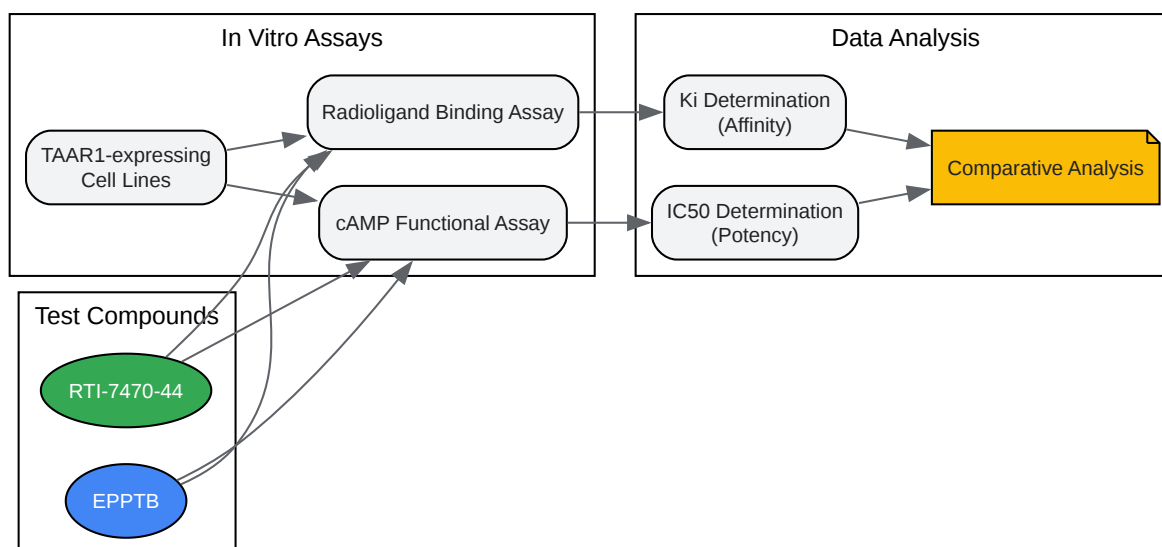 In Vitro Assays
TAAR1-expressing
Cell Lines
Radioligand Binding Assay
cAMP Functional Assay
Data Analysis
Ki Determination
(Affinity)
IC50 Determination
(Potency)
Comparative Analysis
Test Compounds
RTI-7470-44
EPPTB